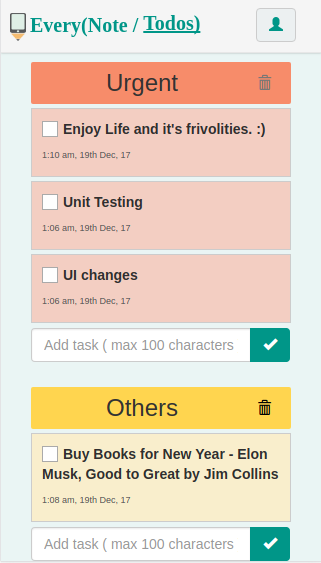 Every(Note / Todos)
Urgent
Enjoy Life and it's frivolities. :)
1:10 am, 19th Dec, 17
Unit Testing
1:06 am, 19th Dec, 17
UI changes
1:06 am, 19th Dec, 17
Add task ( max 100 characters
Others
Buy Books for New Year - Elon
Musk, Good to Great by Jim Collins
1:08 am, 19th Dec, 17
Add task ( max 100 characters